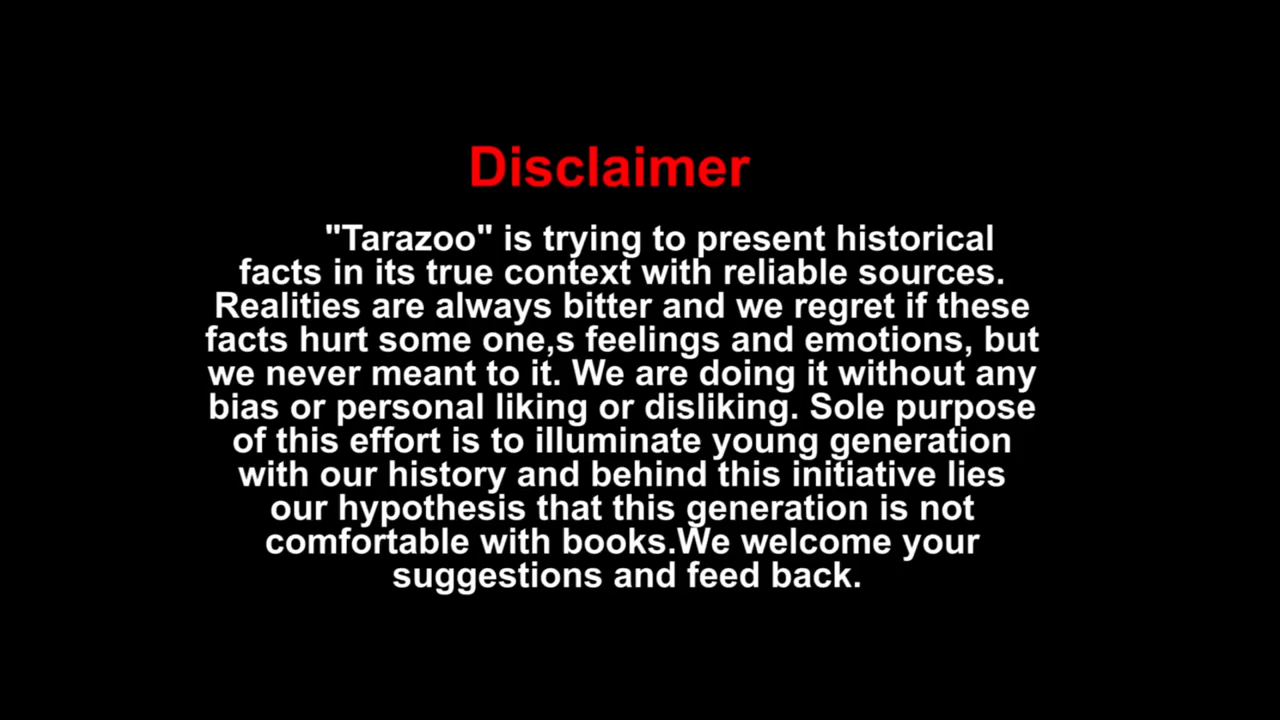 Disclaimer
"Tarazoo" is trying to present historical
facts in its true context with reliable sources.
Realities are always bitter and we regret if these
facts hurt some one,s feelings and emotions, but
we never meant to it. We are doing it without any
bias or personal liking or disliking. Sole purpose
of this effort is to illuminate young generation
with our history and behind this initiative lies
our hypothesis that this generation is not
comfortable with books.We welcome your
suggestions and feed back.